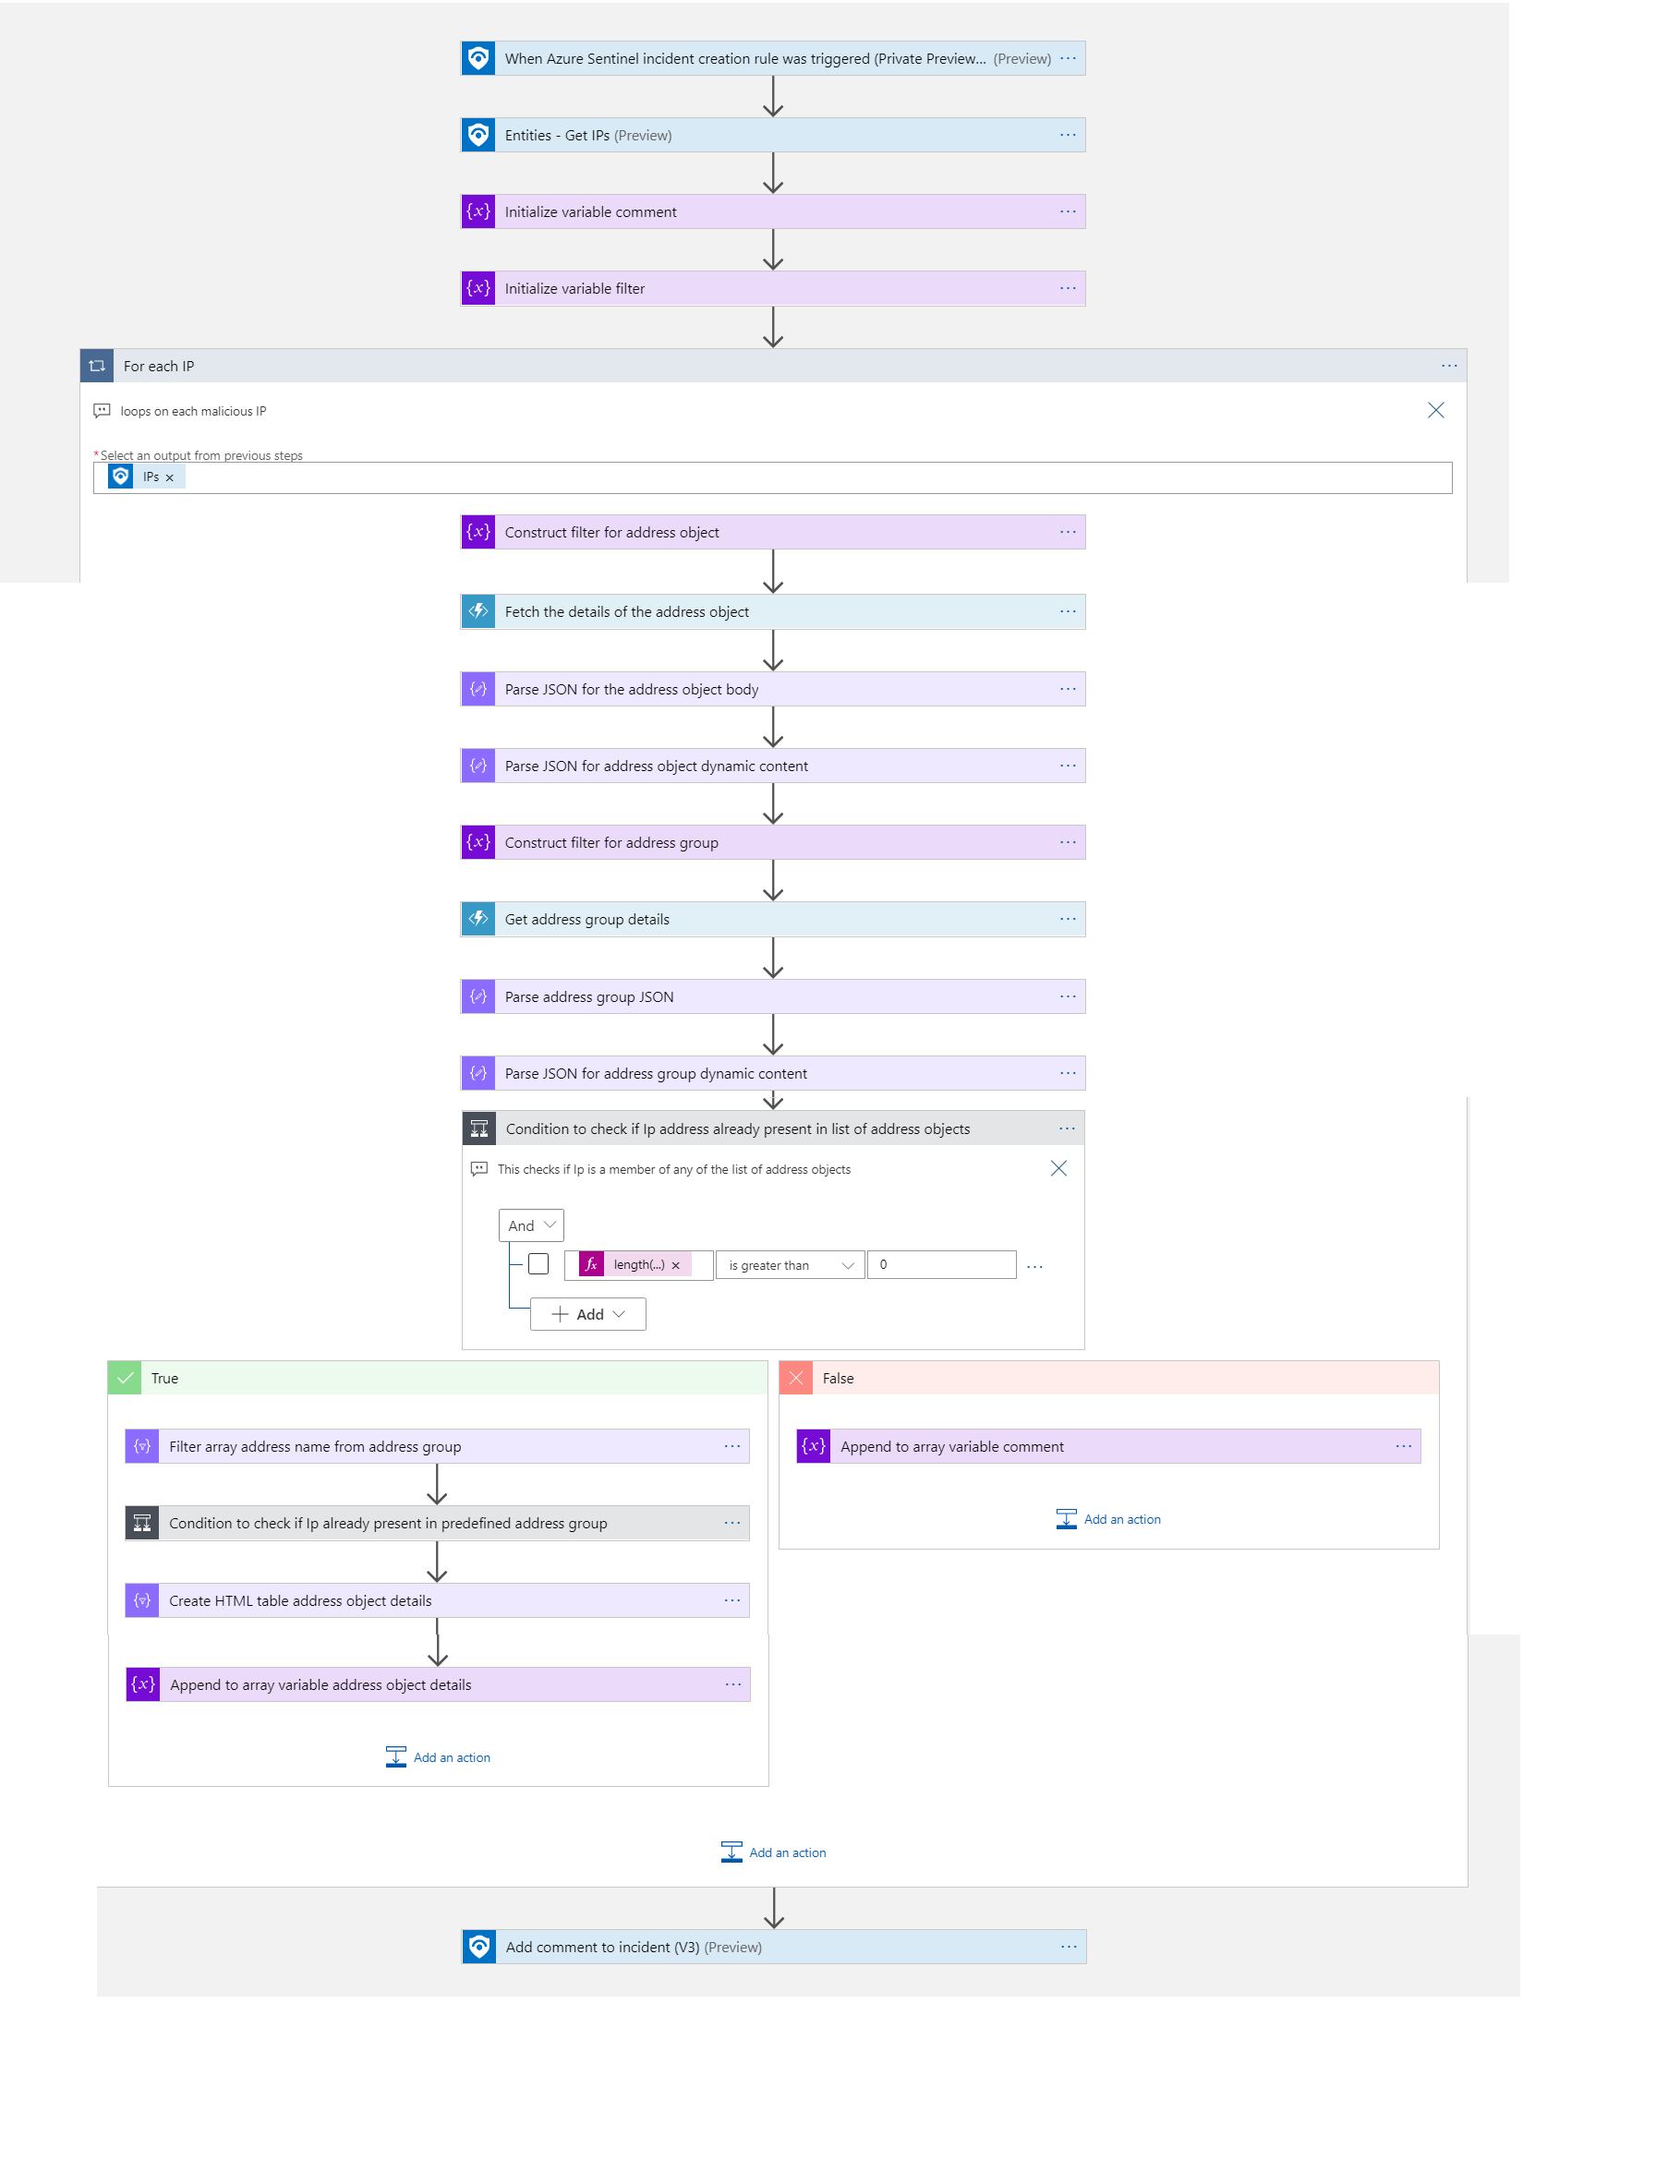 When Azure Sentinel incident creation rule was triggered (Private Preview... (Preview)
Entities - Get IPs (Preview)
{x} Initialize variable comment
{x} Initialize variable filter
For each IP
loops on each malicious IP
*Select an output from previous steps
IPs ×
{x} Construct filter for address object
Fetch the details of the address object
Parse JSON for the address object body
Parse JSON for address object dynamic content
{x} Construct filter for address group
Get address group details
Parse address group JSON
Parse JSON for address group dynamic content
Condition to check if Ip address already present in list of address objects
This checks if Ip is a member of any of the list of address objects
And
fx length(...) × is greater than 0
+ Add
True
False
Filter array address name from address group
{x} Append to array variable comment
Condition to check if Ip already present in predefined address group
Add an action
Create HTML table address object details
{x} Append to array variable address object details
Add an action
Add an action
Add comment to incident (V3) (Preview)